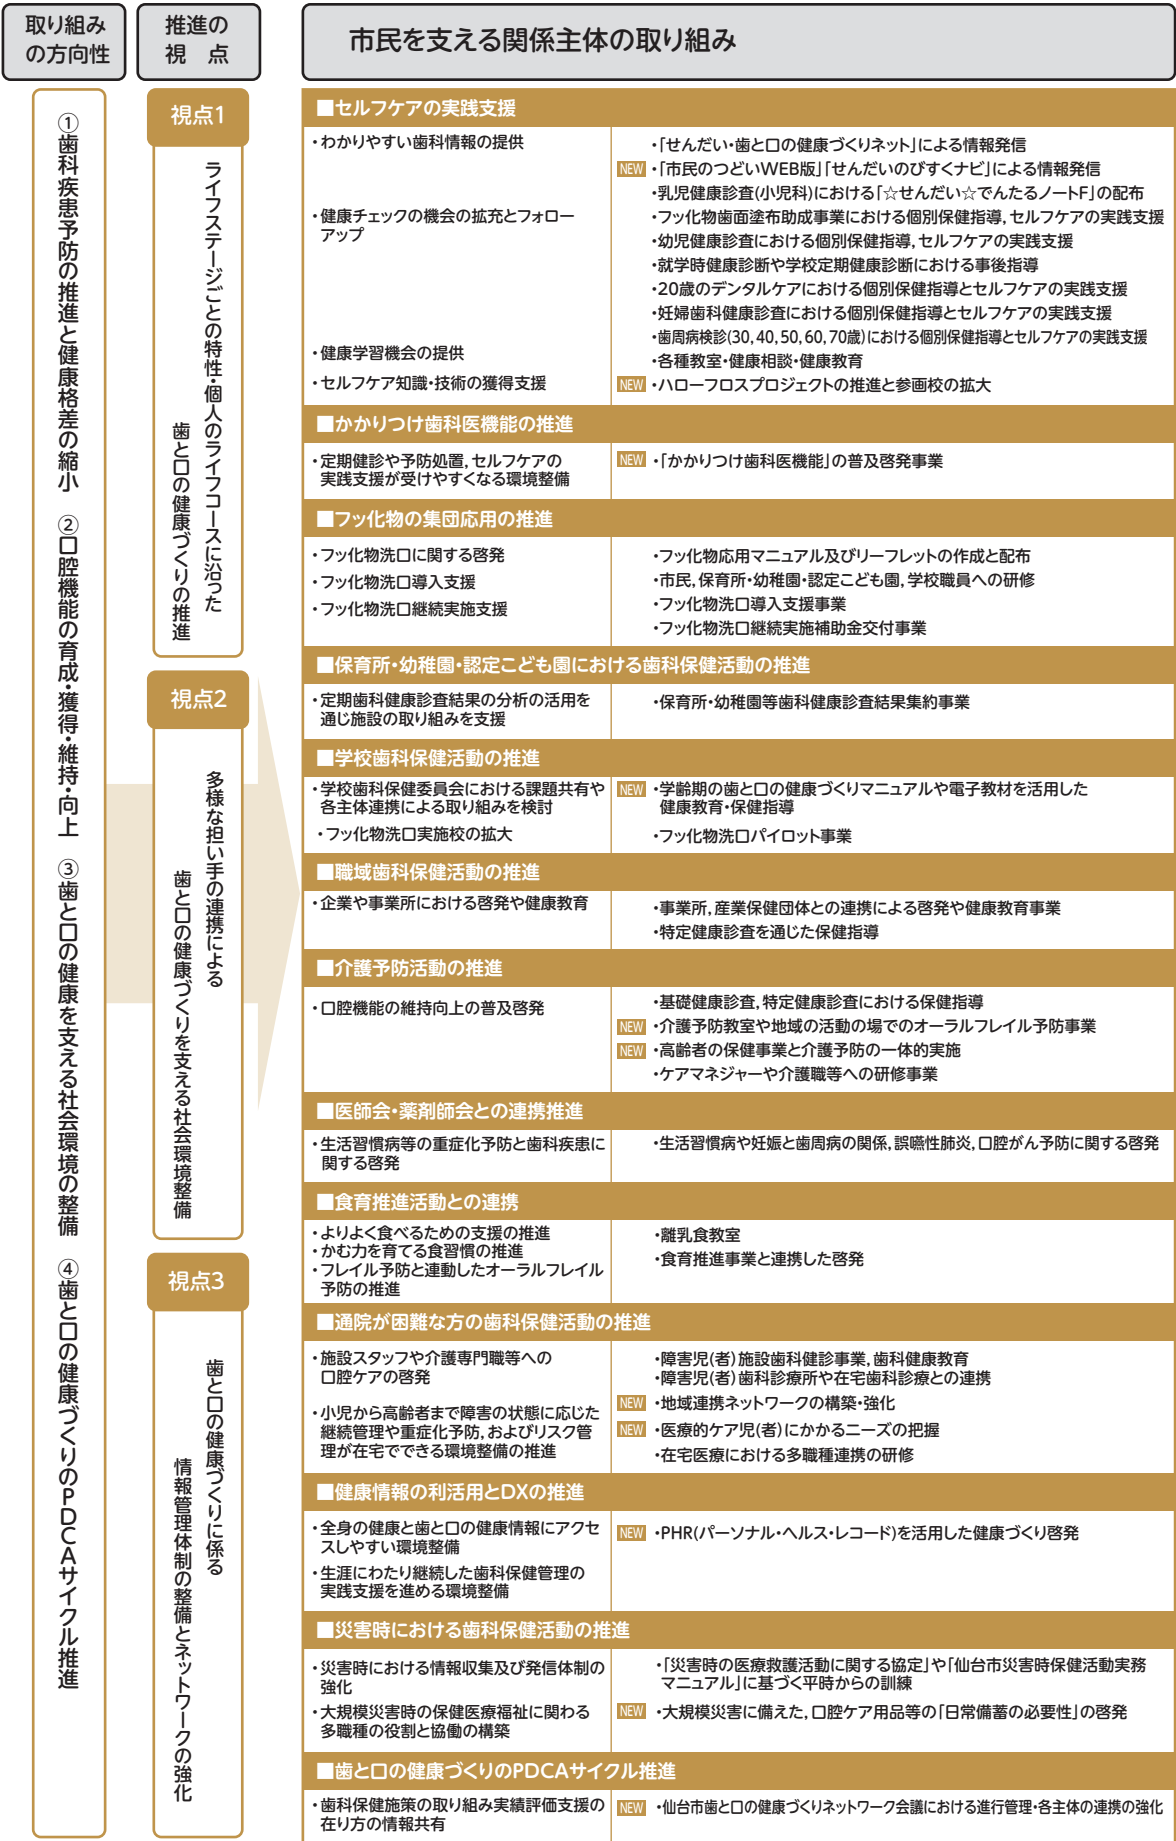 取り組み
の方向性
推進の
視 点
市民を支える関係主体の取り組み
①歯科疾患予防の推進と健康格差の縮小 ②口腔機能の育成・獲得・維持・向上 ③歯と口の健康を支える社会環境の整備 ④歯と口の健康づくりのPDCAサイクル推進
視点1
ライフステージごとの特性・個人のライフコースに沿った
歯と口の健康づくりの推進
視点2
多様な担い手の連携による
歯と口の健康づくりを支える社会環境整備
視点3
歯と口の健康づくりに係る
情報管理体制の整備とネットワークの強化
■セルフケアの実践支援
・わかりやすい歯科情報の提供
・健康チェックの機会の拡充とフォロー
アップ
・健康学習機会の提供
・セルフケア知識・技術の獲得支援
・「せんだい・歯と口の健康づくりネット」による情報発信
NEW ・「市民のつどいWEB版」「せんだいのびすくナビ」による情報発信
・乳児健康診査(小児科)における「☆せんだい☆でんたるノートF」の配布
・フッ化物歯面塗布助成事業における個別保健指導,セルフケアの実践支援
・幼児健康診査における個別保健指導,セルフケアの実践支援
・就学時健康診断や学校定期健康診断における事後指導
・20歳のデンタルケアにおける個別保健指導とセルフケアの実践支援
・妊婦歯科健康診査における個別保健指導とセルフケアの実践支援
・歯周病検診(30,40,50,60,70歳)における個別保健指導とセルフケアの実践支援
・各種教室・健康相談・健康教育
NEW ・ハローフロスプロジェクトの推進と参画校の拡大
■かかりつけ歯科医機能の推進
・定期健診や予防処置,セルフケアの
実践支援が受けやすくなる環境整備
NEW ・「かかりつけ歯科医機能」の普及啓発事業
■フッ化物の集団応用の推進
・フッ化物洗口に関する啓発
・フッ化物洗口導入支援
・フッ化物洗口継続実施支援
・フッ化物応用マニュアル及びリーフレットの作成と配布
・市民,保育所・幼稚園・認定こども園,学校職員への研修
・フッ化物洗口導入支援事業
・フッ化物洗口継続実施補助金交付事業
■保育所・幼稚園・認定こども園における歯科保健活動の推進
・定期歯科健康診査結果の分析の活用を
通じ施設の取り組みを支援
・保育所・幼稚園等歯科健康診査結果集約事業
■学校歯科保健活動の推進
・学校歯科保健委員会における課題共有や
各主体連携による取り組みを検討
・フッ化物洗口実施校の拡大
NEW ・学齢期の歯と口の健康づくりマニュアルや電子教材を活用した
健康教育・保健指導
・フッ化物洗口パイロット事業
■職域歯科保健活動の推進
・企業や事業所における啓発や健康教育
・事業所,産業保健団体との連携による啓発や健康教育事業
・特定健康診査を通じた保健指導
■介護予防活動の推進
・口腔機能の維持向上の普及啓発
・基礎健康診査,特定健康診査における保健指導
NEW ・介護予防教室や地域の活動の場でのオーラルフレイル予防事業
NEW ・高齢者の保健事業と介護予防の一体的実施
・ケアマネジャーや介護職等への研修事業
■医師会・薬剤師会との連携推進
・生活習慣病等の重症化予防と歯科疾患に
関する啓発
・生活習慣病や妊娠と歯周病の関係,誤嚥性肺炎,口腔がん予防に関する啓発
■食育推進活動との連携
・よりよく食べるための支援の推進
・かむ力を育てる食習慣の推進
・フレイル予防と連動したオーラルフレイル
予防の推進
・離乳食教室
・食育推進事業と連携した啓発
■通院が困難な方の歯科保健活動の推進
・施設スタッフや介護専門職等への
口腔ケアの啓発
・小児から高齢者まで障害の状態に応じた
継続管理や重症化予防,およびリスク管
理が在宅でできる環境整備の推進
・障害児(者)施設歯科健診事業,歯科健康教育
・障害児(者)歯科診療所や在宅歯科診療との連携
NEW ・地域連携ネットワークの構築・強化
NEW ・医療的ケア児(者)にかかるニーズの把握
・在宅医療における多職種連携の研修
■健康情報の利活用とDXの推進
・全身の健康と歯と口の健康情報にアクセ
スしやすい環境整備
・生涯にわたり継続した歯科保健管理の
実践支援を進める環境整備
NEW ・PHR(パーソナル・ヘルス・レコード)を活用した健康づくり啓発
■災害時における歯科保健活動の推進
・災害時における情報収集及び発信体制の
強化
・大規模災害時の保健医療福祉に関わる
多職種の役割と協働の構築
・「災害時の医療救護活動に関する協定」や「仙台市災害時保健活動実務
マニュアル」に基づく平時からの訓練
NEW ・大規模災害に備えた,口腔ケア用品等の「日常備蓄の必要性」の啓発
■歯と口の健康づくりのPDCAサイクル推進
・歯科保健施策の取り組み実績評価支援の
在り方の情報共有
NEW ・仙台市歯と口の健康づくりネットワーク会議における進行管理・各主体の連携の強化